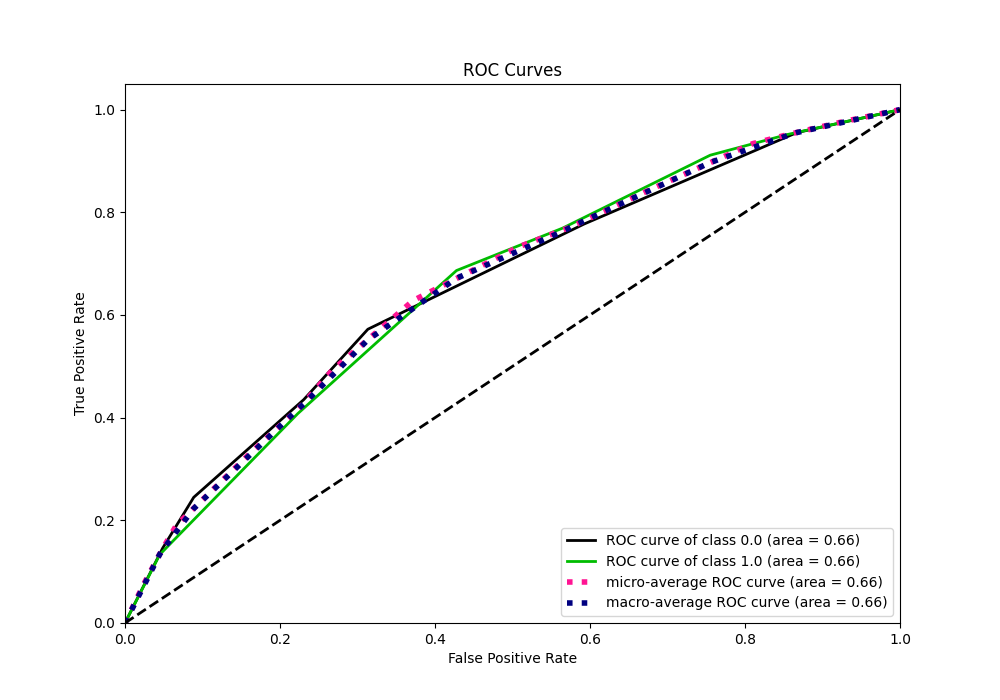 ROC Curves
1.0
0.8
0.6
0.4
0.2
0.0
True Positive Rate
0.0 0.2 0.4 0.6 0.8 1.0
False Positive Rate
ROC curve of class 0.0 (area = 0.66)
ROC curve of class 1.0 (area = 0.66)
micro-average ROC curve (area = 0.66)
macro-average ROC curve (area = 0.66)